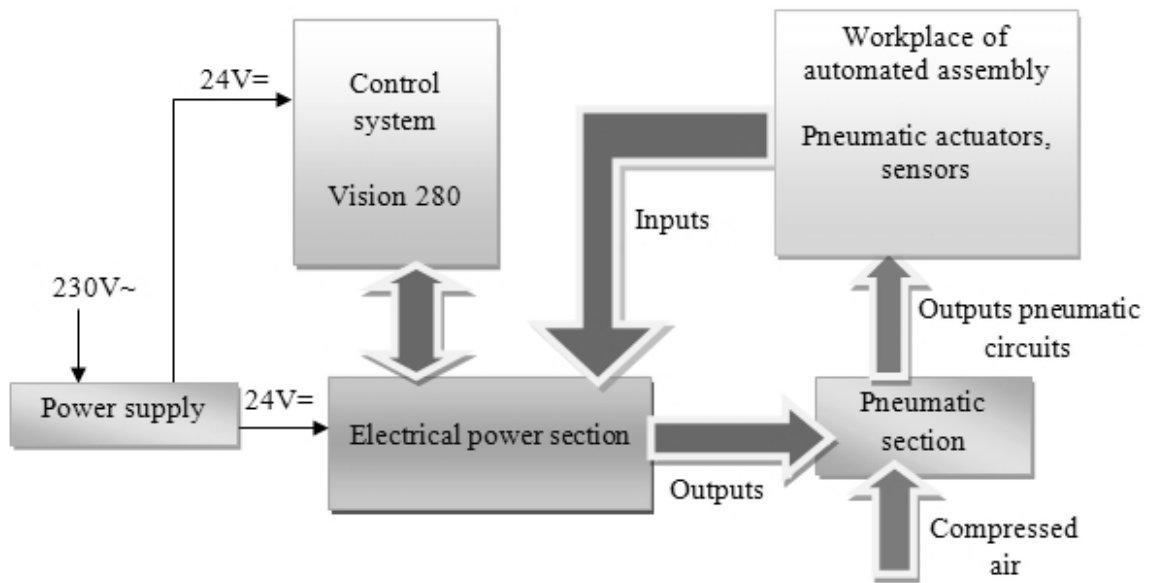 24V=
Control
system
Vision 280
Workplace of
automated assembly
Pneumatic actuators,
sensors
Inputs
230V~
Outputs pneumatic
circuits
Power supply
24V=
Electrical power section
Pneumatic
section
Outputs
Compressed
air